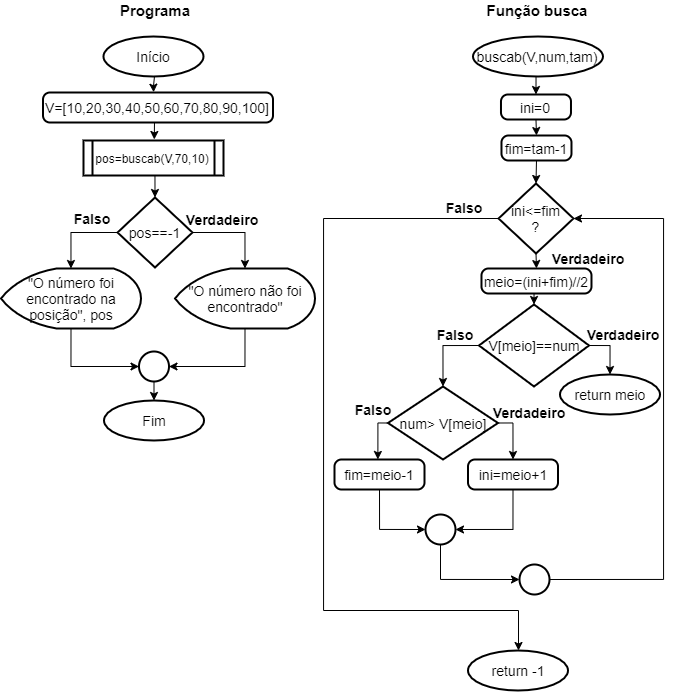 Programa
Início
V=[10,20,30,40,50,60,70,80,90,100]
pos=buscab(V,70,10)
Falso
Verdadeiro
pos==-1
"O número foi
encontrado na
posição", pos
"O número não foi
encontrado"
Fim
Função busca
buscab(V,num,tam)
ini=0
fim=tam-1
Falso
ini<=fim
?
Verdadeiro
meio=(ini+fim)//2
Falso
Verdadeiro
V[meio]==num
return meio
Falso
Verdadeiro
num> V[meio]
fim=meio-1
ini=meio+1
return -1